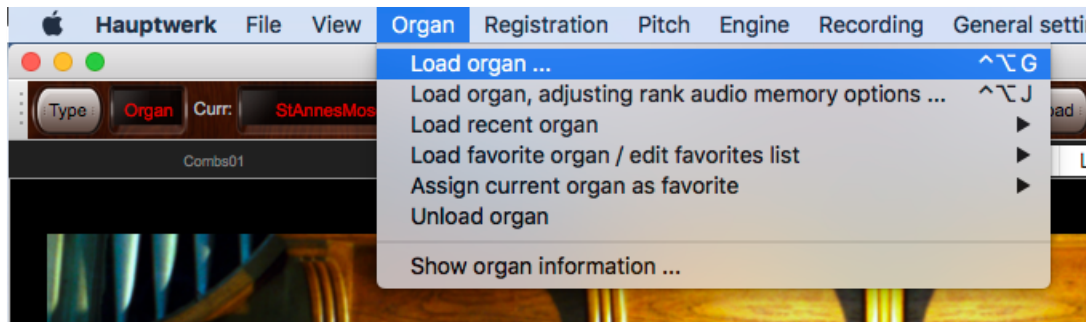 Hauptwerk File View Organ Registration Pitch Engine Recording General
Load organ ... ^⌥G
Type Organ Curr:
Load organ, adjusting rank audio memory options ... ^⌥J
Load recent organ
Combs01
Load favorite organ / edit favorites list
Assign current organ as favorite
Unload organ
Show organ information ...